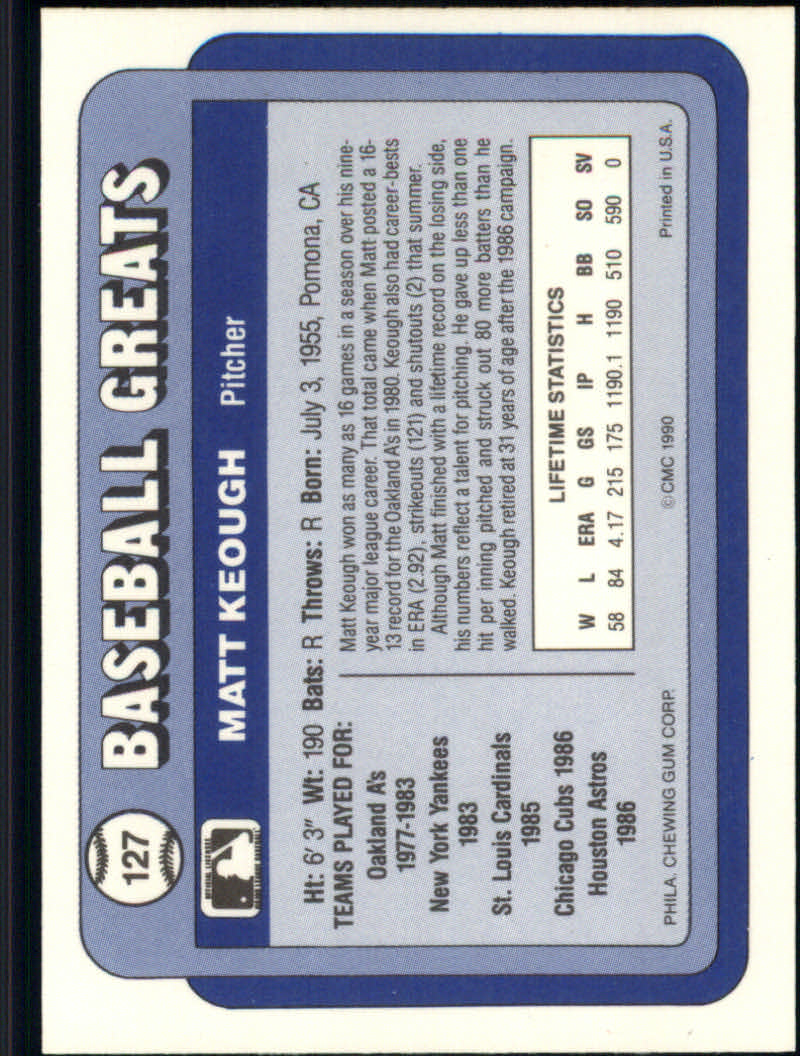 127
BASEBALL GREATS
MATT KEOUGH Pitcher
Ht: 6' 3" Wt: 190 Bats: R Throws: R Born: July 3, 1955, Pomona, CA
TEAMS PLAYED FOR:
Oakland A's
1977-1983
New York Yankees
1983
St. Louis Cardinals
1985
Chicago Cubs 1986
Houston Astros
1986
Matt Keough won as many as 16 games in a season over his nine-
year major league career. That total came when Matt posted a 16-
13 record for the Oakland A's in 1980. Keough also had career-bests
in ERA (2.92), strikeouts (121) and shutouts (2) that summer.
Although Matt finished with a lifetime record on the losing side,
his numbers reflect a talent for pitching. He gave up less than one
hit per inning pitched and struck out 80 more batters than he
walked. Keough retired at 31 years of age after the 1986 campaign.
LIFETIME STATISTICS
W L ERA G GS IP H BB SO SV
58 84 4.17 215 175 1190.1 1190 510 590 0
PHILA. CHEWING GUM CORP. © CMC 1990 Printed in U.S.A.